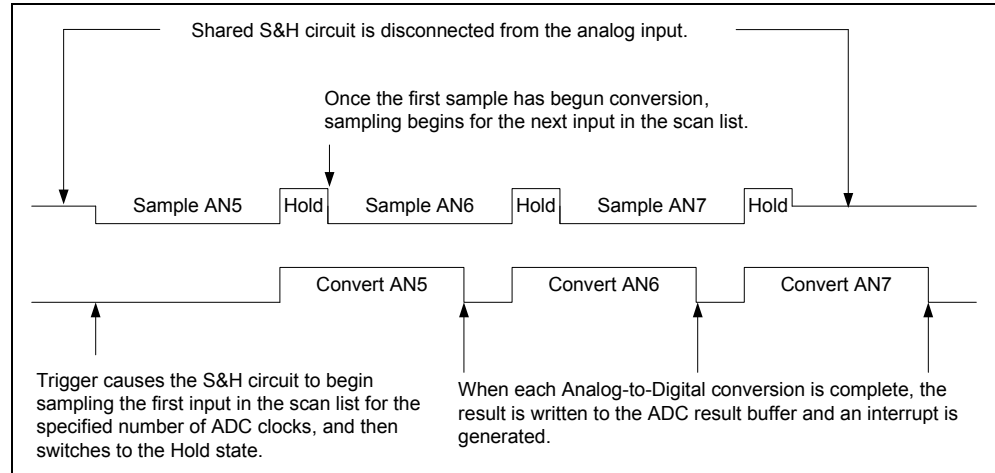 Shared S&H circuit is disconnected from the analog input.
Once the first sample has begun conversion,
sampling begins for the next input in the scan list.
Sample AN5 Hold Sample AN6 Hold Sample AN7 Hold
Convert AN5 Convert AN6 Convert AN7
Trigger causes the S&H circuit to begin
sampling the first input in the scan list for the
specified number of ADC clocks, and then
switches to the Hold state.
When each Analog-to-Digital conversion is complete, the
result is written to the ADC result buffer and an interrupt is
generated.